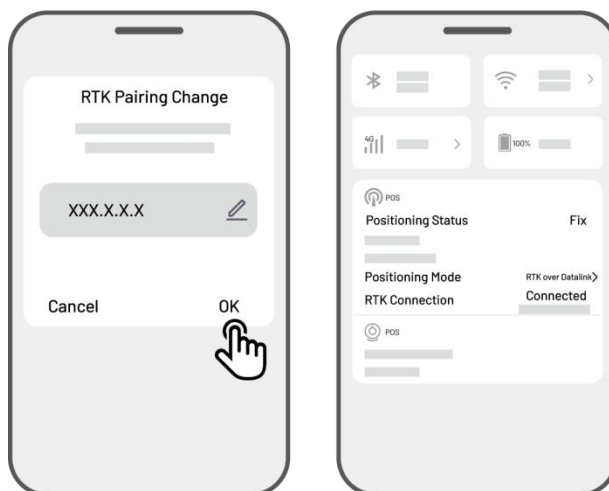 RTK Pairing Change
XXX.X.X.X
Cancel
OK
4G
100%
POS
Positioning Status Fix
Positioning Mode RTK over Datalink
RTK Connection Connected
POS